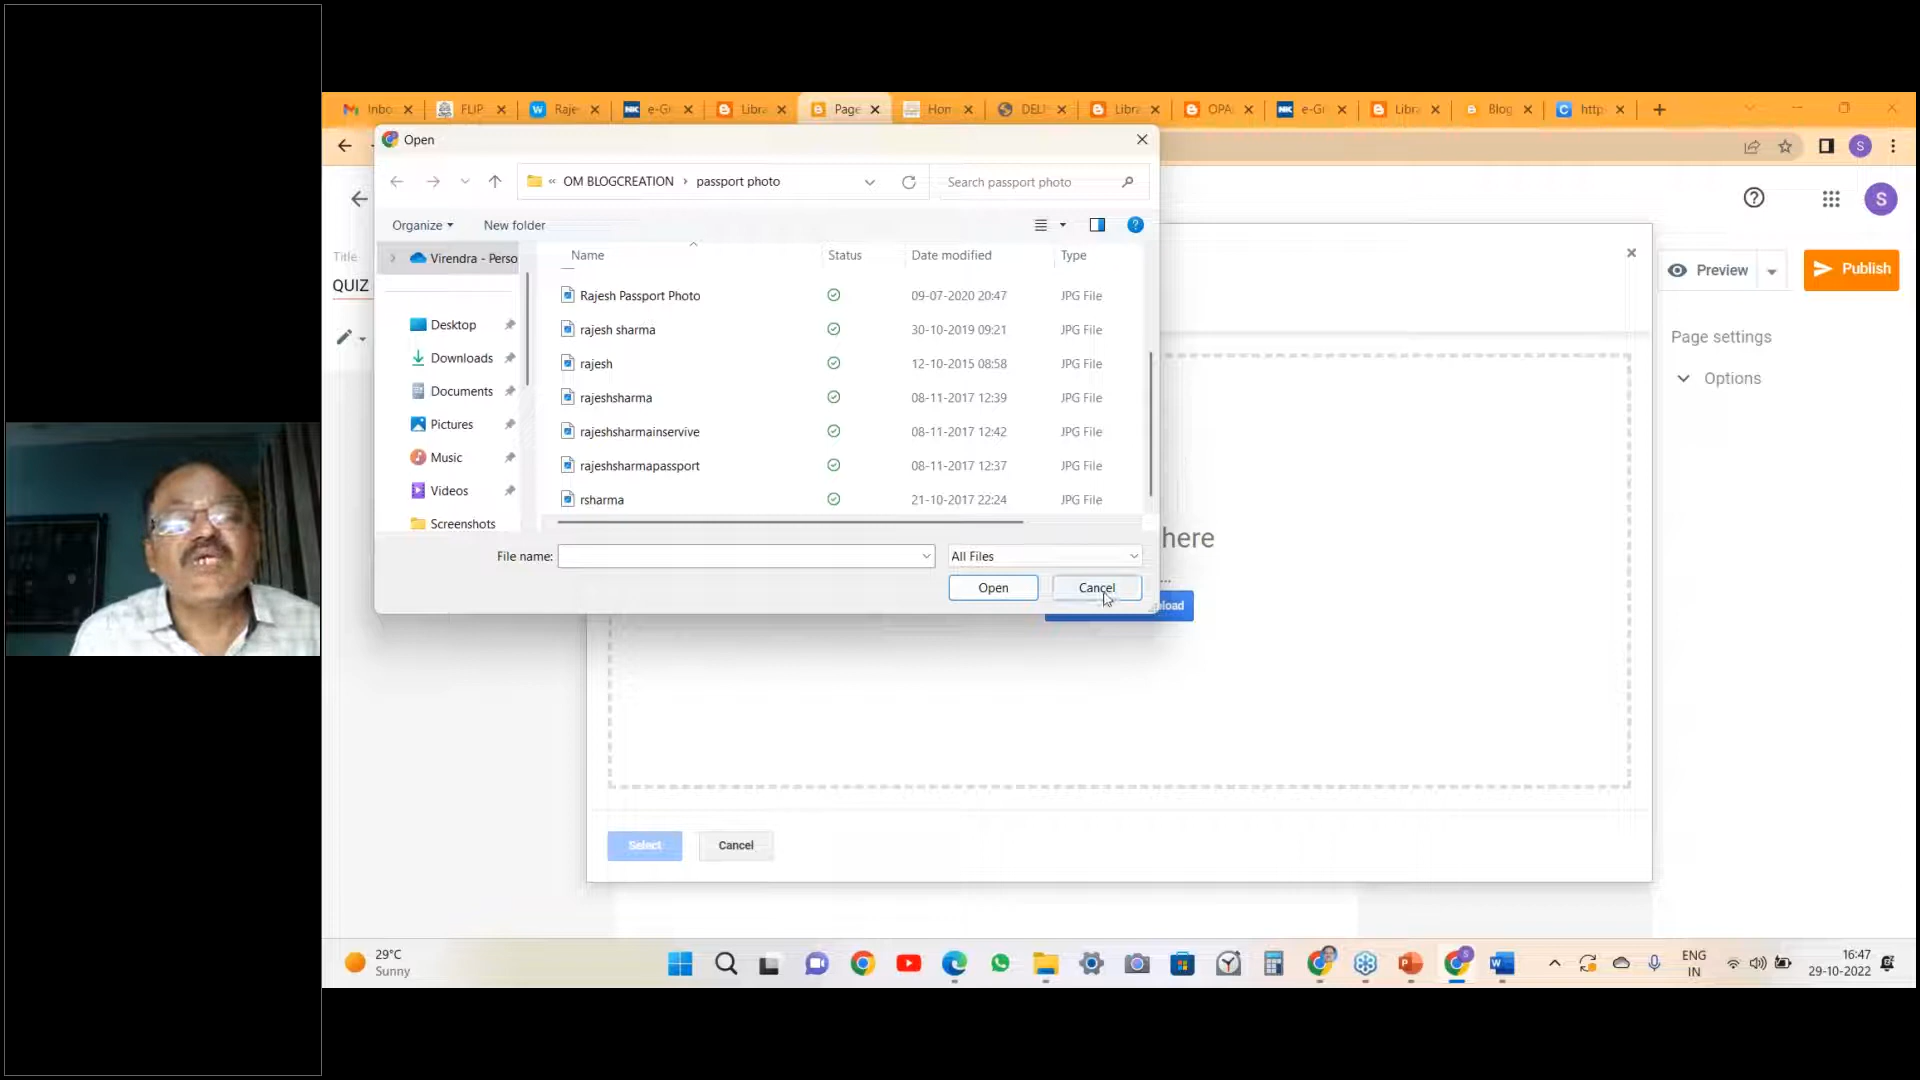 Inbo
FLIP
Raje
e-G
Libra
Page
Hom
DELI
Libra
OPA
e-Gi
Libra
Blog
http
Open
OM BLOGCREATION
passport photo
Search passport photo
Organize
New folder
Name
Status
Date modified
Type
Virendra - Perso
Desktop
Downloads
Documents
Pictures
Music
Videos
Screenshots
Rajesh Passport Photo 09-07-2020 20:47 JPG File
rajesh sharma 30-10-2019 09:21 JPG File
rajesh 12-10-2015 08:58 JPG File
rajeshsharma 08-11-2017 12:39 JPG File
rajeshsharmainservive 08-11-2017 12:42 JPG File
rajeshsharmapassport 08-11-2017 12:37 JPG File
rsharma 21-10-2017 22:24 JPG File
File name:
All Files
Open
Cancel
Title
QUIZ
S
S
Preview
Publish
Page settings
Options
here
load
Select
Cancel
29°C
Sunny
ENG
IN
16:47
29-10-2022